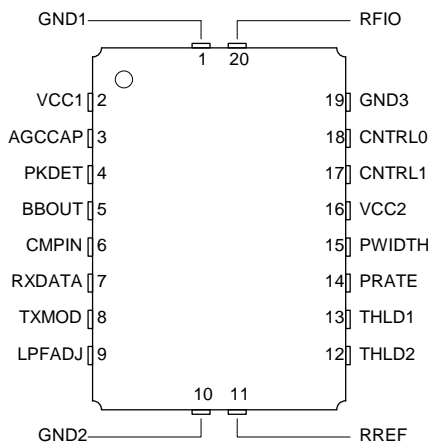 GND1 RFIO
1 20
VCC1 2 19 GND3
AGCCAP 3 18 CNTRL0
PKDET 4 17 CNTRL1
BBOUT 5 16 VCC2
CMPIN 6 15 PWIDTH
RXDATA 7 14 PRATE
TXMOD 8 13 THLD1
LPFADJ 9 12 THLD2
10 11
GND2 RREF